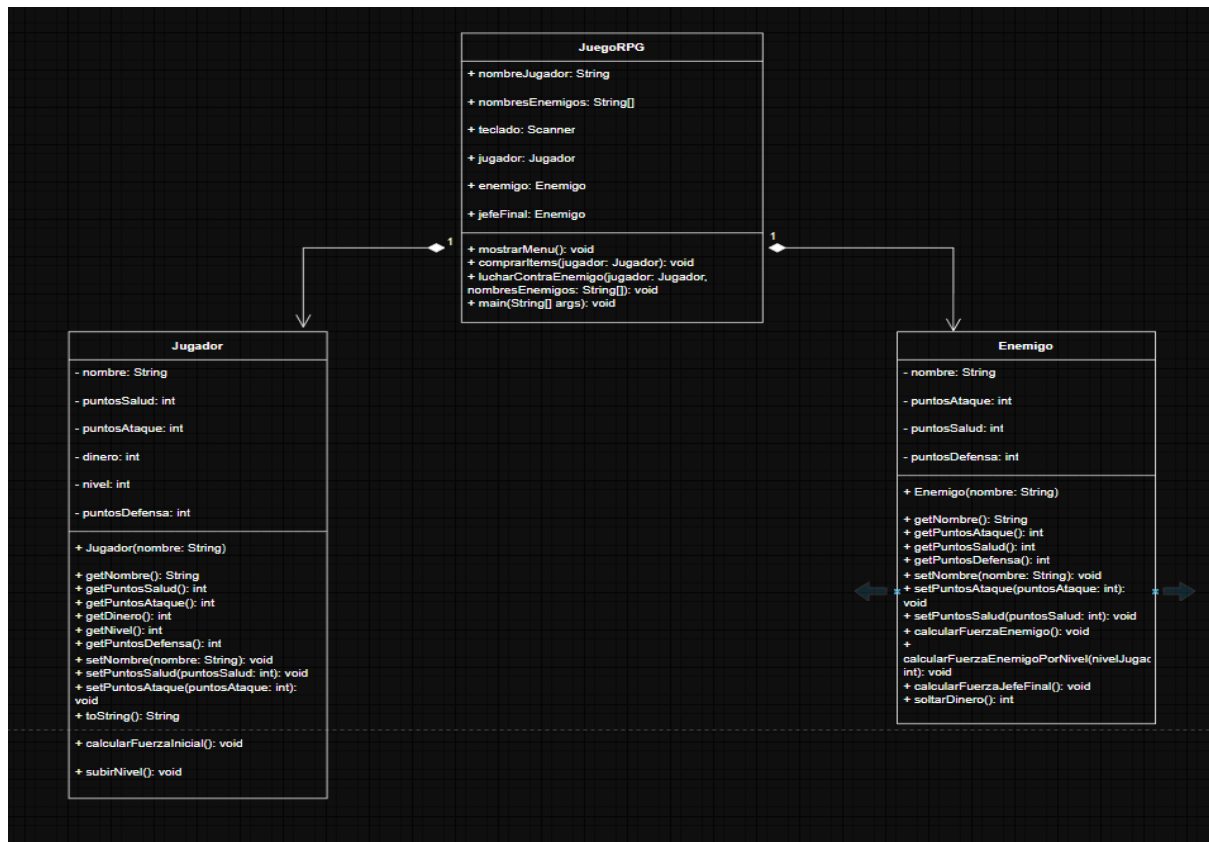 JuegoRPG
+ nombreJugador: String
+ nombresEnemigos: String[]
+ teclado: Scanner
+ jugador: Jugador
+ enemigo: Enemigo
+ jefeFinal: Enemigo
+ mostrarMenu(): void
+ comprarItems(jugador: Jugador): void
+ lucharContraEnemigo(jugador: Jugador,
nombresEnemigos: String[]): void
+ main(String[] args): void
1
1
Jugador
- nombre: String
- puntosSalud: int
- puntosAtaque: int
- dinero: int
- nivel: int
- puntosDefensa: int
+ Jugador(nombre: String)
+ getNombre(): String
+ getPuntosSalud(): int
+ getPuntosAtaque(): int
+ getDinero(): int
+ getNivel(): int
+ getPuntosDefensa(): int
+ setNombre(nombre: String): void
+ setPuntosSalud(puntosSalud: int): void
+ setPuntosAtaque(puntosAtaque: int):
void
+ toString(): String
+ calcularFuerzaInicial(): void
+ subirNivel(): void
Enemigo
- nombre: String
- puntosAtaque: int
- puntosSalud: int
- puntosDefensa: int
+ Enemigo(nombre: String)
+ getNombre(): String
+ getPuntosAtaque(): int
+ getPuntosSalud(): int
+ getPuntosDefensa(): int
+ setNombre(nombre: String): void
+ setPuntosAtaque(puntosAtaque: int):
void
+ setPuntosSalud(puntosSalud: int): void
+ calcularFuerzaEnemigo(): void
+
calcularFuerzaEnemigoPorNivel(nivelJugac
int): void
+ calcularFuerzaJefeFinal(): void
+ soltarDinero(): int